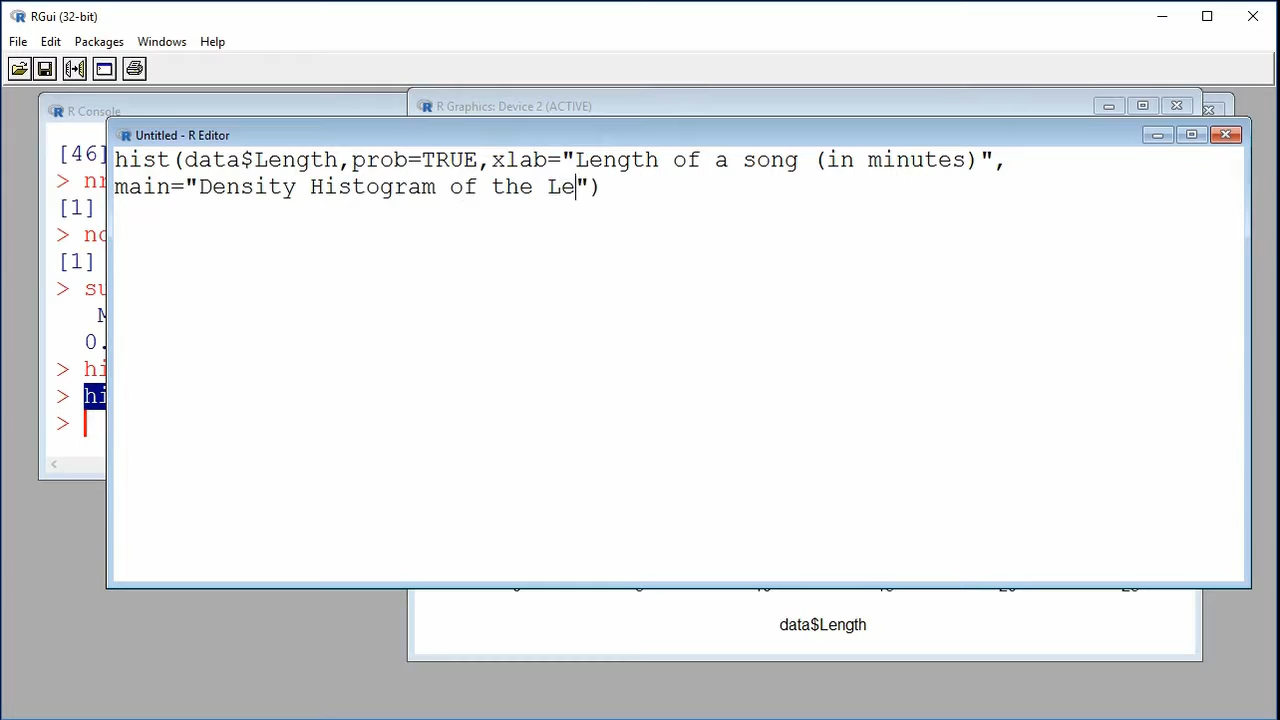 RGui (32-bit)
File Edit Packages Windows Help
R Console
R Graphics: Device 2 (ACTIVE)
Untitled - R Editor
hist(data$Length,prob=TRUE,xlab="Length of a song (in minutes)",
main="Density Histogram of the Le")
[46]
> nr
[1]
> no
[1]
> su
0.
> hi
> hi
>
data$Length